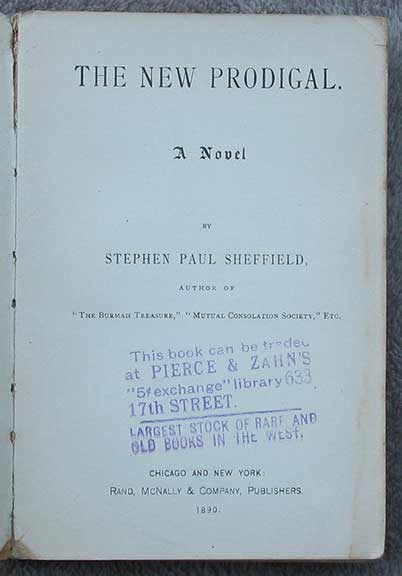 THE NEW PRODIGAL.
A Novel
BY
STEPHEN PAUL SHEFFIELD,
AUTHOR OF
"THE BURMAH TREASURE," "MUTUAL CONSOLATION SOCIETY," ETC.
This book can be traded
at PIERCE & ZAHN'S
"5¢ exchange" library 633
17th STREET.
LARGEST STOCK OF RARE AND
OLD BOOKS IN THE WEST.
CHICAGO AND NEW YORK:
RAND, MCNALLY & COMPANY, PUBLISHERS.
1890.